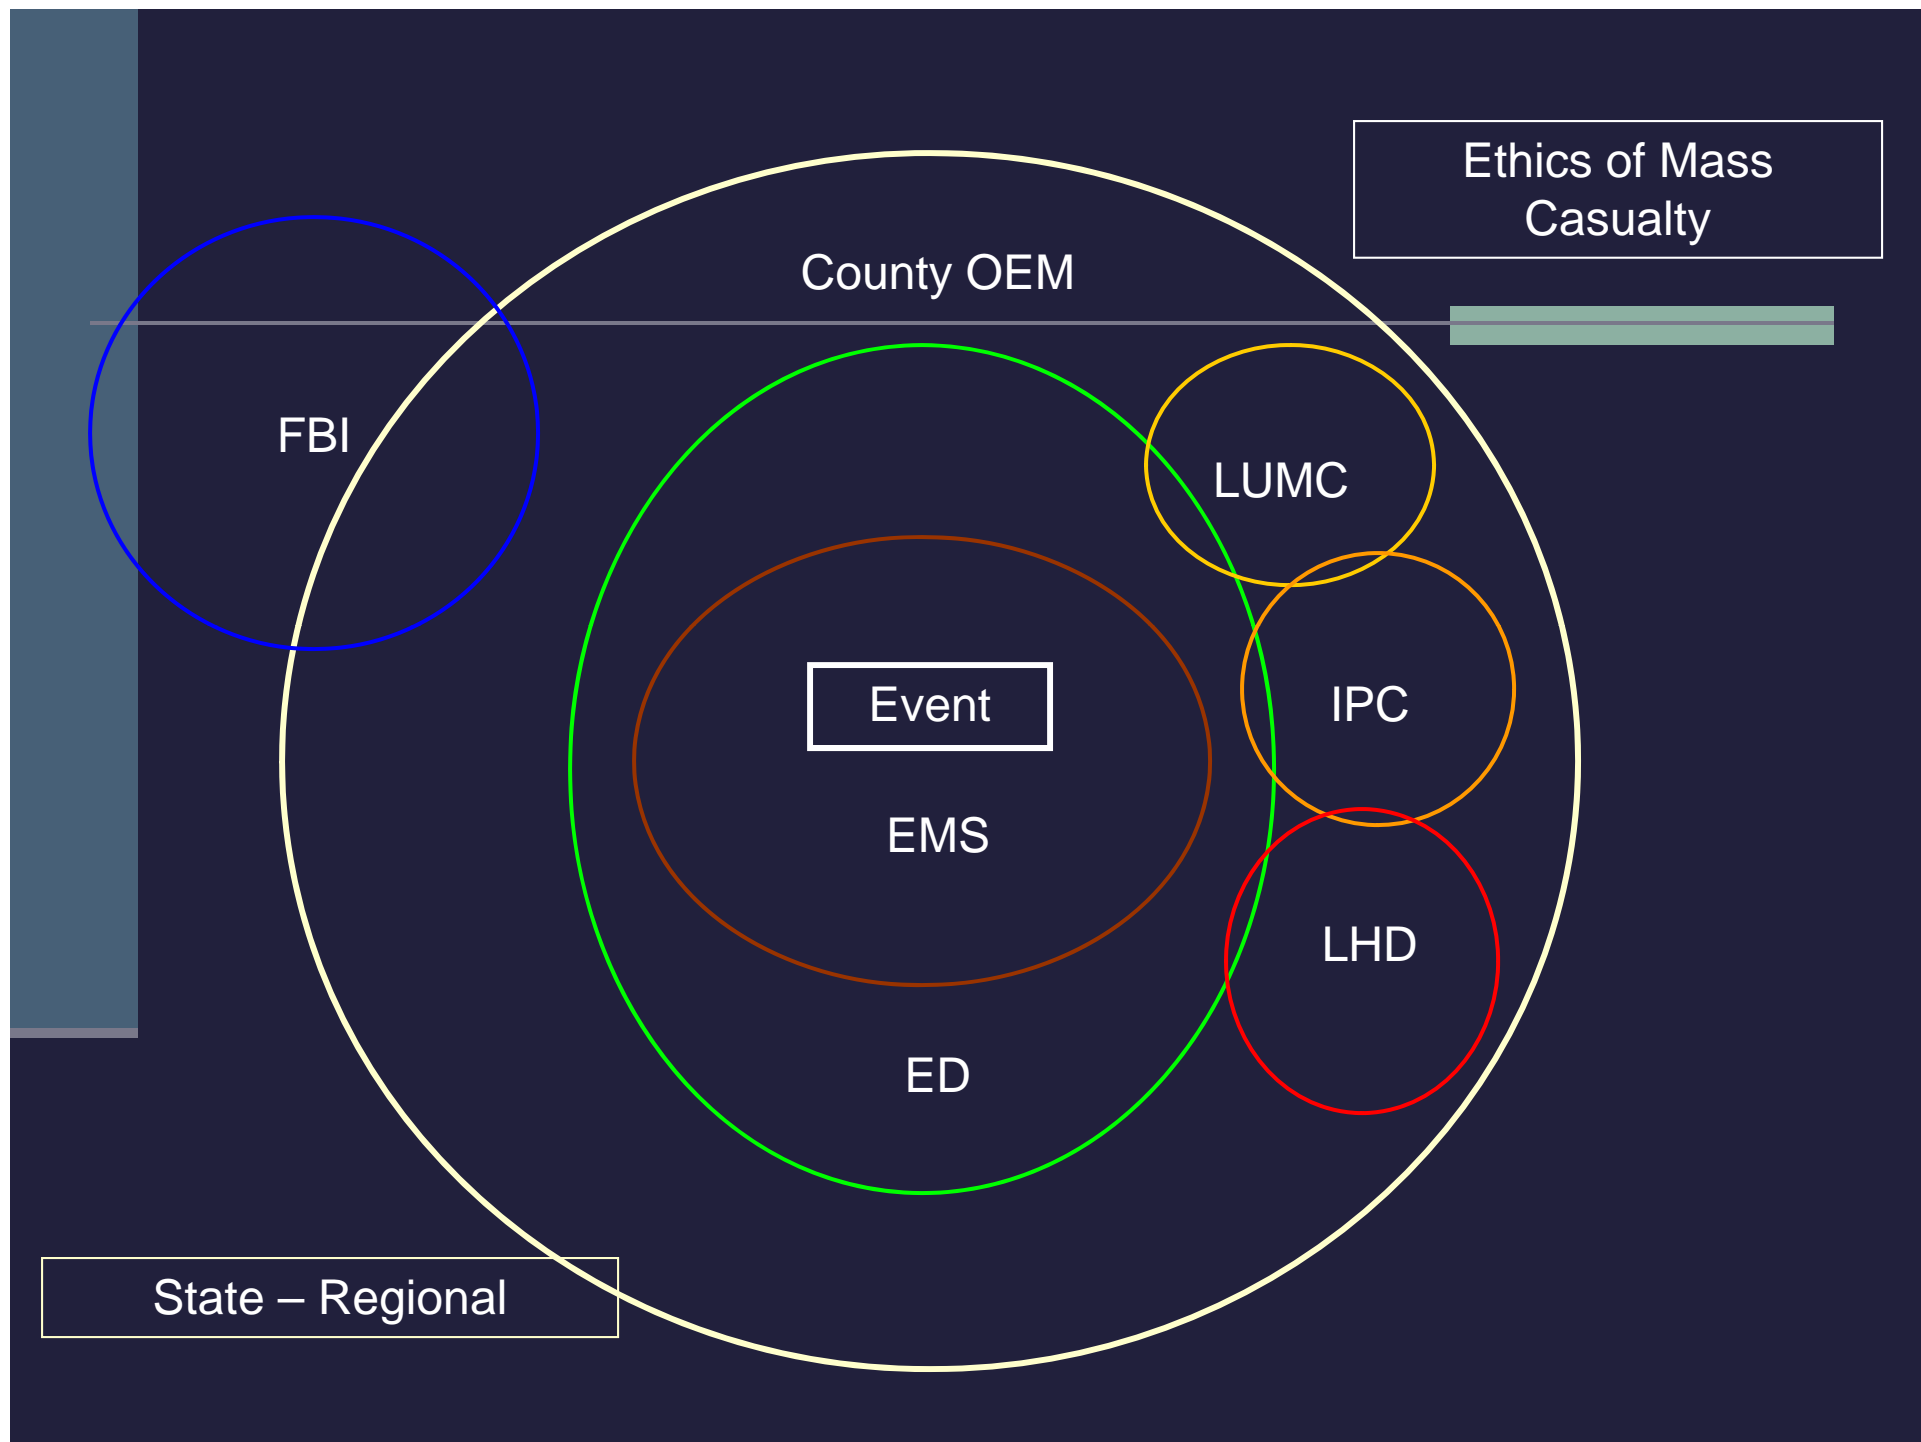 Ethics of Mass
Casualty
County OEM
FBI
LUMC
Event
IPC
EMS
LHD
ED
State – Regional